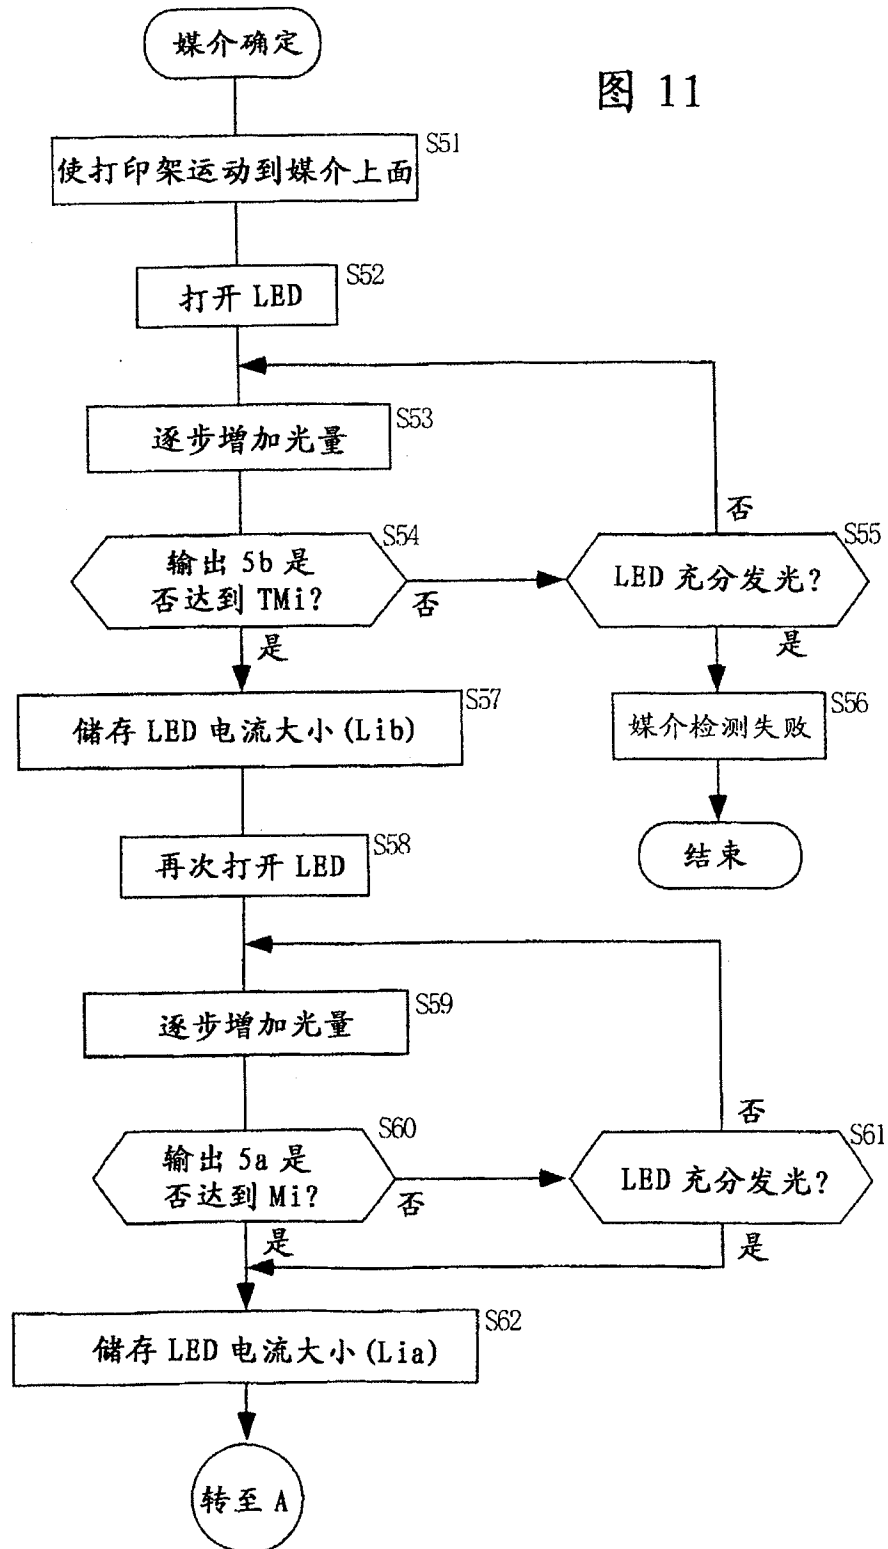 媒介确定
图 11
S51
使打印架运动到媒介上面
S52
打开 LED
S53
逐步增加光量
S54
输出 5b 是
否达到 TMi?
否
是
S55
LED 充分发光?
否
是
S56
媒介检测失败
结束
S57
储存 LED 电流大小(Lib)
S58
再次打开 LED
S59
逐步增加光量
S60
输出 5a 是
否达到 Mi?
否
是
S61
LED 充分发光?
否
是
S62
储存 LED 电流大小(Lia)
转至 A